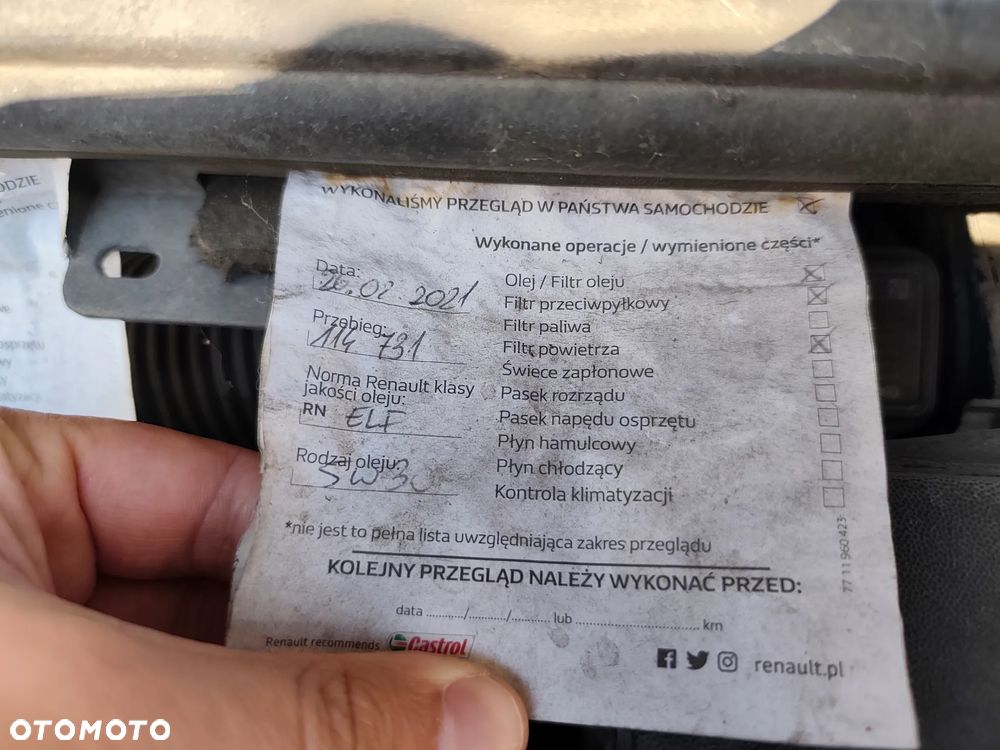 WYKONALIŚMY PRZEGLĄD W PAŃSTWA SAMOCHODZIE
Wykonane operacje / wymienione części*
Data:
2021
Przebieg:
114 731
Norma Renault klasy
jakości oleju:
RN ELF
Rodzaj oleju:
5W30
Olej / Filtr oleju
Filtr przeciwpyłkowy
Filtr paliwa
Filtr powietrza
Świece zapłonowe
Pasek rozrządu
Pasek napędu osprzętu
Płyn hamulcowy
Płyn chłodzący
Kontrola klimatyzacji
*nie jest to pełna lista uwzględniająca zakres przeglądu
KOLEJNY PRZEGLĄD NALEŻY WYKONAĆ PRZED:
data ........../........../.......... lub .............................. km
Renault recommends Castrol
renault.pl
77 11 960 423
OTOMOTO